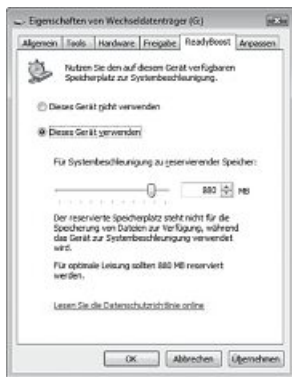 Eigenschaften von Wechseldatenträger (G:)
Allgemein Tools Hardware Freigabe ReadyBoost Anpassen
Nutzen Sie den auf diesem Gerät verfügbaren
Speicherplatz zur Systembeschleunigung.
Dieses Gerät nicht verwenden
Dieses Gerät verwenden
Für Systembeschleunigung zu reservierender Speicher:
880 MB
Der reservierte Speicherplatz steht nicht für die
Speicherung von Dateien zur Verfügung, während
das Gerät zur Systembeschleunigung verwendet
wird.
Für optimale Leisung sollten 880 MB reserviert
werden.
Lesen Sie die Datenschutzrichtlinie online
OK Abbrechen Übernehmen